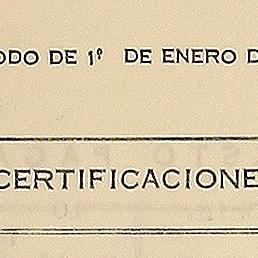 ODO DE 1º DE ENERO D
CERTIFICACIONE